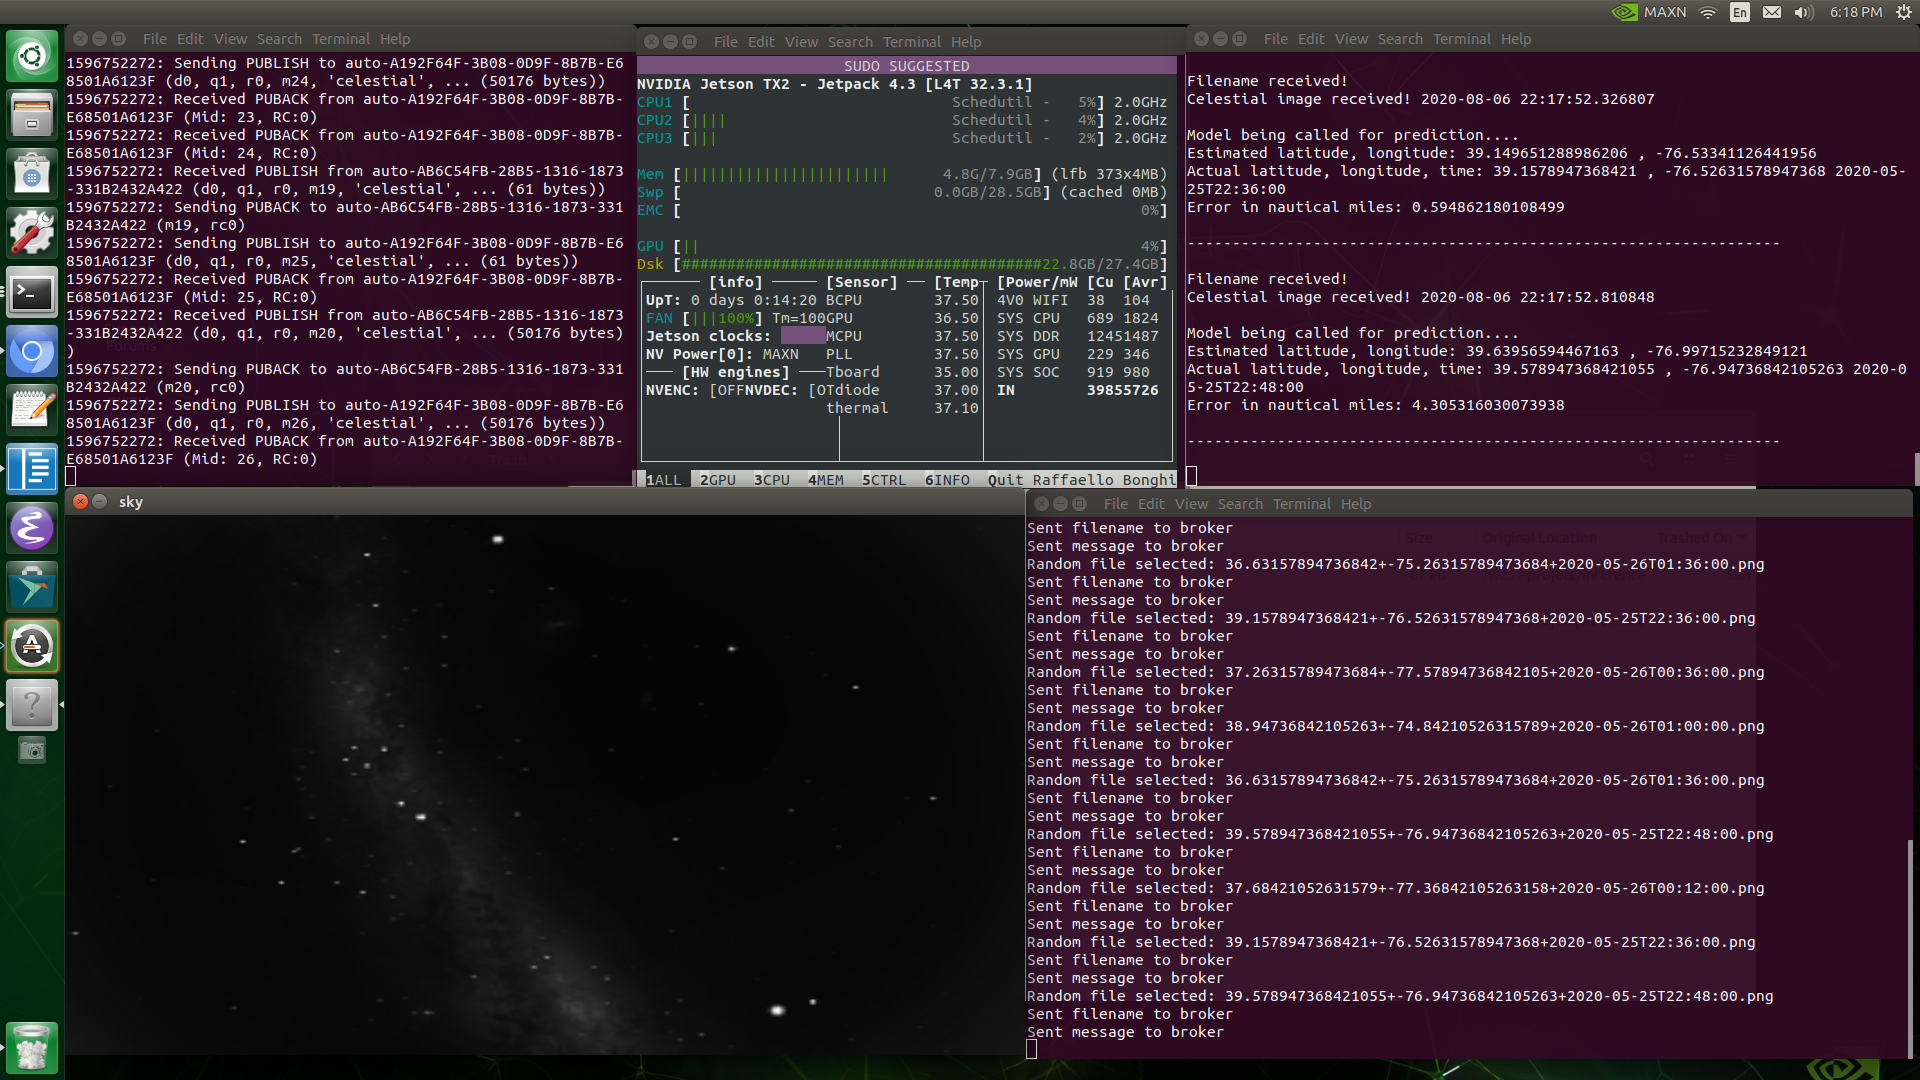 MAXN En 6:18 PM
File Edit View Search Terminal Help
1596752272: Sending PUBLISH to auto-A192F64F-3B08-0D9F-8B7B-E6
8501A6123F (d0, q1, r0, m24, 'celestial', ... (50176 bytes))
1596752272: Received PUBACK from auto-A192F64F-3B08-0D9F-8B7B-
E68501A6123F (Mid: 23, RC:0)
1596752272: Received PUBACK from auto-A192F64F-3B08-0D9F-8B7B-
E68501A6123F (Mid: 24, RC:0)
1596752272: Received PUBLISH from auto-AB6C54FB-28B5-1316-1873
-331B2432A422 (d0, q1, r0, m19, 'celestial', ... (61 bytes))
1596752272: Sending PUBACK to auto-AB6C54FB-28B5-1316-1873-331
B2432A422 (m19, rc0)
1596752272: Sending PUBLISH to auto-A192F64F-3B08-0D9F-8B7B-E6
8501A6123F (d0, q1, r0, m25, 'celestial', ... (61 bytes))
1596752272: Received PUBACK from auto-A192F64F-3B08-0D9F-8B7B-
E68501A6123F (Mid: 25, RC:0)
1596752272: Received PUBLISH from auto-AB6C54FB-28B5-1316-1873
-331B2432A422 (d0, q1, r0, m20, 'celestial', ... (50176 bytes)
)
1596752272: Sending PUBACK to auto-AB6C54FB-28B5-1316-1873-331
B2432A422 (m20, rc0)
1596752272: Sending PUBLISH to auto-A192F64F-3B08-0D9F-8B7B-E6
8501A6123F (d0, q1, r0, m26, 'celestial', ... (50176 bytes))
1596752272: Received PUBACK from auto-A192F64F-3B08-0D9F-8B7B-
E68501A6123F (Mid: 26, RC:0)
File Edit View Search Terminal Help
SUDO SUGGESTED
NVIDIA Jetson TX2 - Jetpack 4.3 [L4T 32.3.1]
CPU1 [ Schedutil - 5%] 2.0GHz
CPU2 [|||| Schedutil - 4%] 2.0GHz
CPU3 [||| Schedutil - 2%] 2.0GHz
Mem [||||||||||||||||||||||| 4.8G/7.9GB] (lfb 373x4MB)
Swp [ 0.0GB/28.5GB] (cached 0MB)
EMC [ 0%]
GPU [|| 4%]
Dsk [########################################22.8GB/27.4GB]
[info] [Sensor] [Temp [Power/mW [Cu [Avr]
UpT: 0 days 0:14:20 BCPU 37.50 4V0 WIFI 38 104
FAN [|||100%] Tm=100GPU 36.50 SYS CPU 689 1824
Jetson clocks: MCPU 37.50 SYS DDR 12451487
NV Power[0]: MAXN PLL 37.50 SYS GPU 229 346
[HW engines] Tboard 35.00 SYS SOC 919 980
NVENC: [OFFNVDEC: [OTdiode 37.00 IN 39855726
thermal 37.10
1ALL 2GPU 3CPU 4MEM 5CTRL 6INFO Quit Raffaello Bonghi
File Edit View Search Terminal Help
Filename received!
Celestial image received! 2020-08-06 22:17:52.326807
Model being called for prediction....
Estimated latitude, longitude: 39.149651288986206 , -76.53341126441956
Actual latitude, longitude, time: 39.1578947368421 , -76.52631578947368 2020-05-
25T22:36:00
Error in nautical miles: 0.594862180108499
------------------------------------------------------------------
Filename received!
Celestial image received! 2020-08-06 22:17:52.810848
Model being called for prediction....
Estimated latitude, longitude: 39.63956594467163 , -76.99715232849121
Actual latitude, longitude, time: 39.578947368421055 , -76.94736842105263 2020-0
5-25T22:48:00
Error in nautical miles: 4.305316030073938
------------------------------------------------------------------
sky
File Edit View Search Terminal Help
Sent filename to broker
Sent message to broker
Random file selected: 36.63157894736842+-75.26315789473684+2020-05-26T01:36:00.png
Sent filename to broker
Sent message to broker
Random file selected: 39.1578947368421+-76.52631578947368+2020-05-25T22:36:00.png
Sent filename to broker
Sent message to broker
Random file selected: 37.26315789473684+-77.57894736842105+2020-05-26T00:36:00.png
Sent filename to broker
Sent message to broker
Random file selected: 38.94736842105263+-74.84210526315789+2020-05-26T01:00:00.png
Sent filename to broker
Sent message to broker
Random file selected: 36.63157894736842+-75.26315789473684+2020-05-26T01:36:00.png
Sent filename to broker
Sent message to broker
Random file selected: 39.578947368421055+-76.94736842105263+2020-05-25T22:48:00.png
Sent filename to broker
Sent message to broker
Random file selected: 37.68421052631579+-77.36842105263158+2020-05-26T00:12:00.png
Sent filename to broker
Sent message to broker
Random file selected: 39.1578947368421+-76.52631578947368+2020-05-25T22:36:00.png
Sent filename to broker
Sent message to broker
Random file selected: 39.578947368421055+-76.94736842105263+2020-05-25T22:48:00.png
Sent filename to broker
Sent message to broker